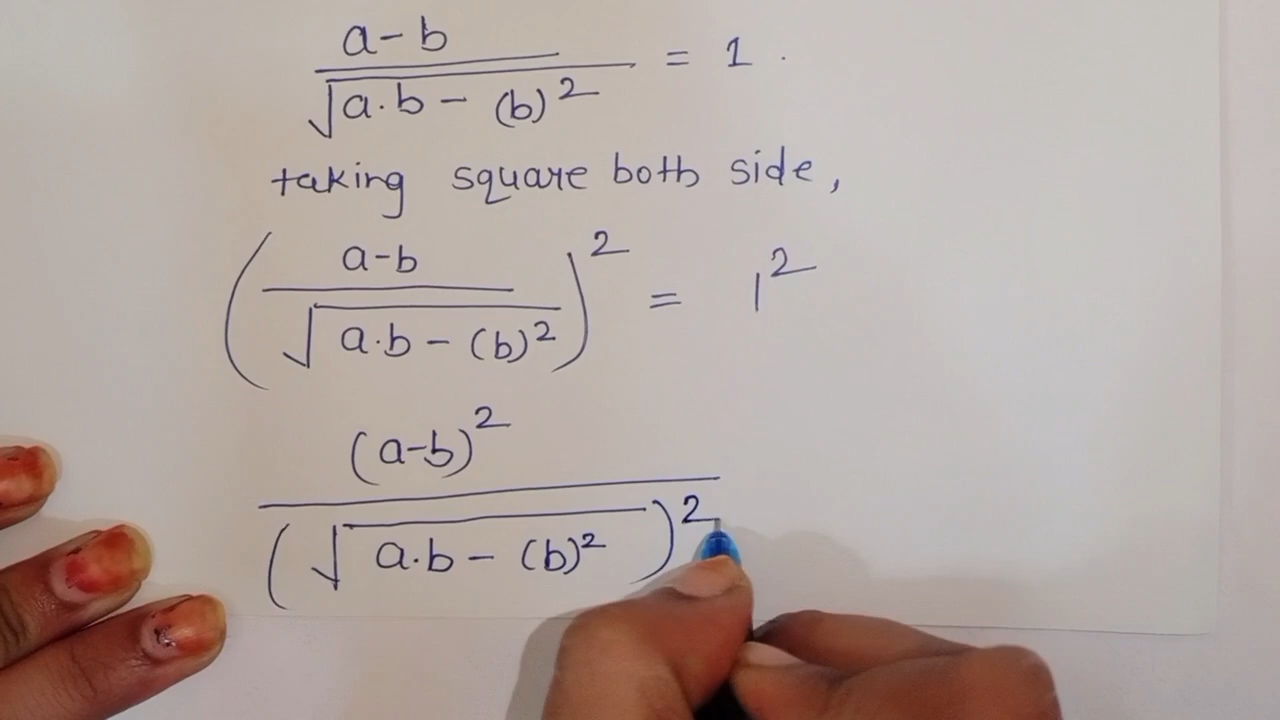 a-b
√a·b - (b)² = 1.
taking square both side,
(a-b / √a·b - (b)²)² = 1²
(a-b)²
(√a·b - (b)²)²